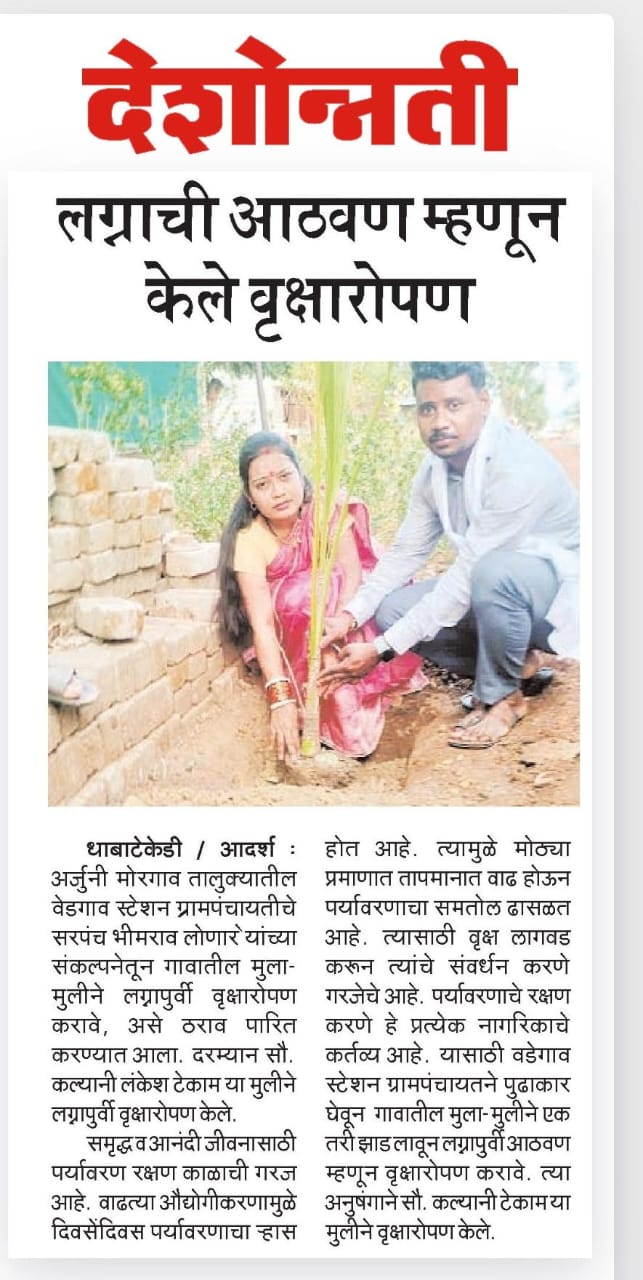 देशोन्नती
लग्नाची आठवण म्हणून
केले वृक्षारोपण
धाबाटेकेडी / आदर्श :
अर्जुनी मोरगाव तालुक्यातील
वेडगाव स्टेशन ग्रामपंचायतीचे
सरपंच भीमराव लोणारे यांच्या
संकल्पनेतून गावातील मुला-
मुलीने लग्नापुर्वी वृक्षारोपण
करावे, असे ठराव पारित
करण्यात आला. दरम्यान सौ.
कल्यानी लंकेश टेकाम या मुलीने
लग्नापुर्वी वृक्षारोपण केले.
समृद्ध व आनंदी जीवनासाठी
पर्यावरण रक्षण काळाची गरज
आहे. वाढत्या औद्योगीकरणामुळे
दिवसेंदिवस पर्यावरणाचा ऱ्हास
होत आहे. त्यामुळे मोठ्या
प्रमाणात तापमानात वाढ होऊन
पर्यावरणाचा समतोल ढासळत
आहे. त्यासाठी वृक्ष लागवड
करून त्यांचे संवर्धन करणे
गरजेचे आहे. पर्यावरणाचे रक्षण
करणे हे प्रत्येक नागरिकाचे
कर्तव्य आहे. यासाठी वडेगाव
स्टेशन ग्रामपंचायतने पुढाकार
घेवून गावातील मुला-मुलीने एक
तरी झाड लावून लग्नापुर्वी आठवण
म्हणून वृक्षारोपण करावे. त्या
अनुषंगाने सौ. कल्यानी टेकाम या
मुलीने वृक्षारोपण केले.